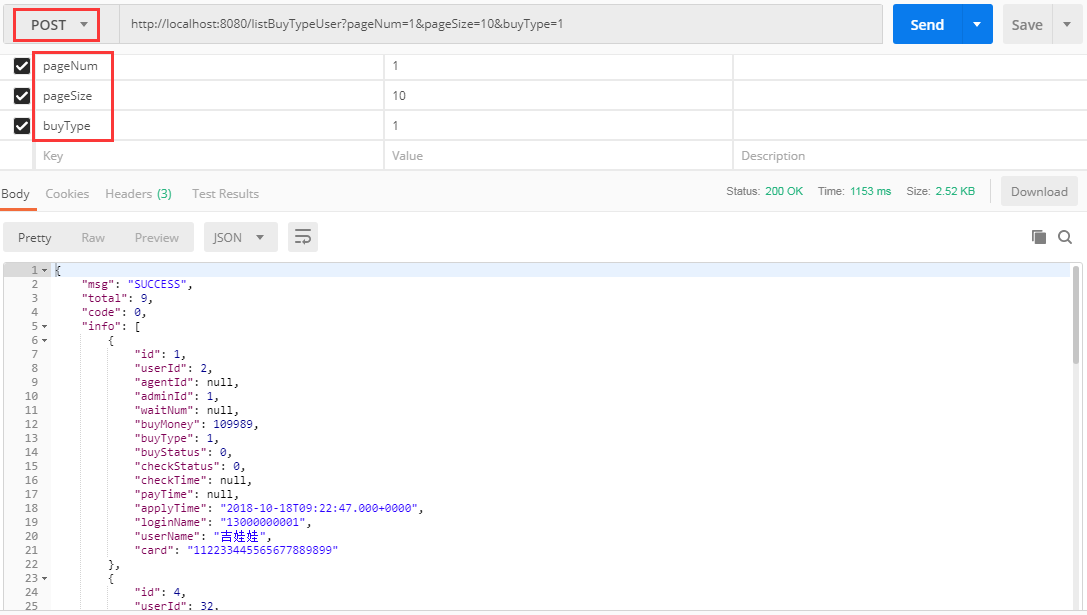 POST http://localhost:8080/listBuyTypeUser?pageNum=1&pageSize=10&buyType=1 Send Save
pageNum 1
pageSize 10
buyType 1
Key Value Description
Body Cookies Headers (3) Test Results Status: 200 OK Time: 1153 ms Size: 2.52 KB Download
Pretty Raw Preview JSON
1 {
2 "msg": "SUCCESS",
3 "total": 9,
4 "code": 0,
5 "info": [
6 {
7 "id": 1,
8 "userId": 2,
9 "agentId": null,
10 "adminId": 1,
11 "waitNum": null,
12 "buyMoney": 109989,
13 "buyType": 1,
14 "buyStatus": 0,
15 "checkStatus": 0,
16 "checkTime": null,
17 "payTime": null,
18 "applyTime": "2018-10-18T09:22:47.000+0000",
19 "loginName": "13000000001",
20 "userName": "吉娃娃",
21 "card": "112233445565677889899"
22 },
23 {
24 "id": 4,
25 "userId": 32,